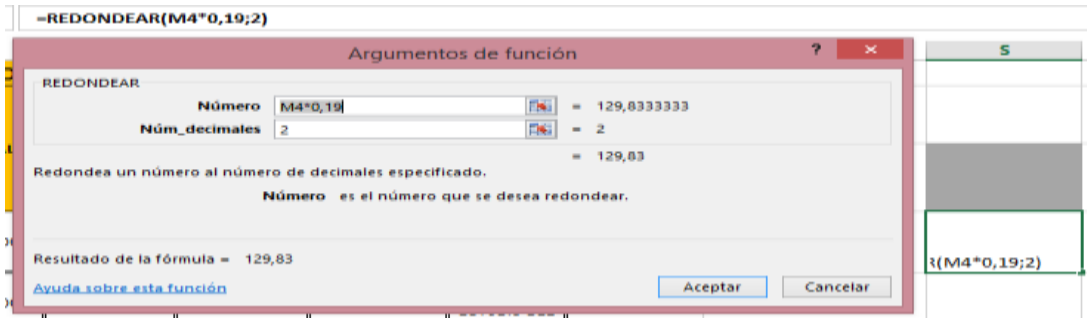 =REDONDEAR(M4*0,19;2)
Argumentos de función ? ×
S
REDONDEAR
Número M4*0,19 = 129,8333333
Núm_decimales 2 = 2
= 129,83
Redondea un número al número de decimales especificado.
Número es el número que se desea redondear.
Resultado de la fórmula = 129,83
(M4*0,19;2)
Ayuda sobre esta función
Aceptar Cancelar